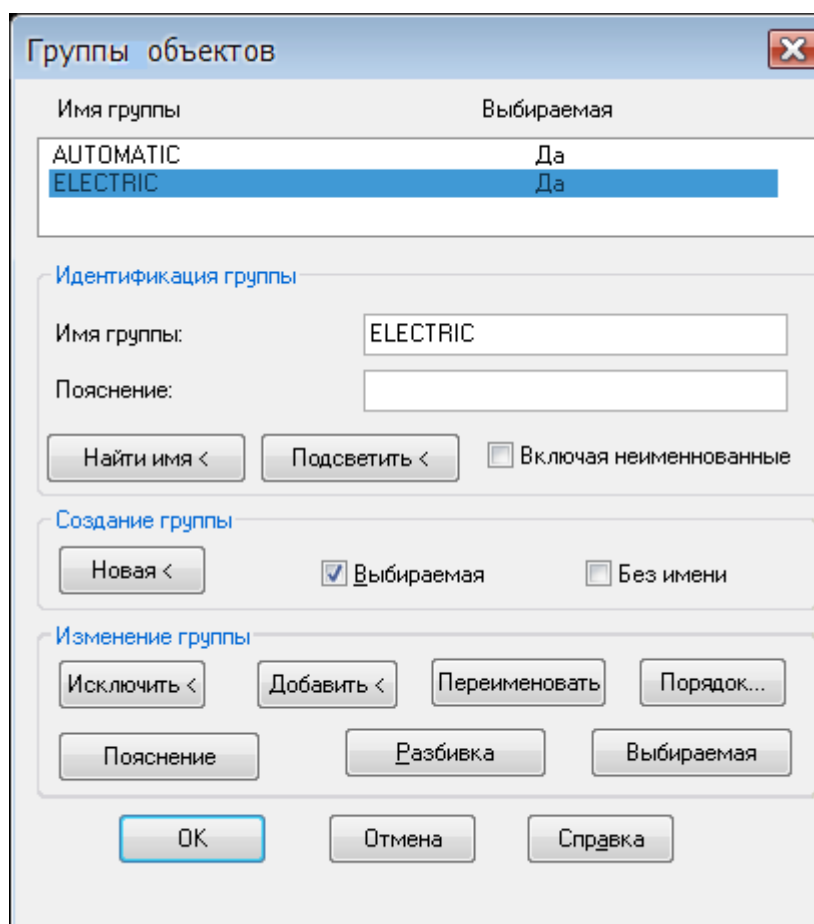 Группы объектов
Имя группы Выбираемая
AUTOMATIC Да
ELECTRIC Да
Идентификация группы
Имя группы: ELECTRIC
Пояснение:
Найти имя < Подсветить < Включая неименнованные
Создание группы
Новая < Выбираемая Без имени
Изменение группы
Исключить < Добавить < Переименовать Порядок...
Пояснение Разбивка Выбираемая
OK Отмена Справка